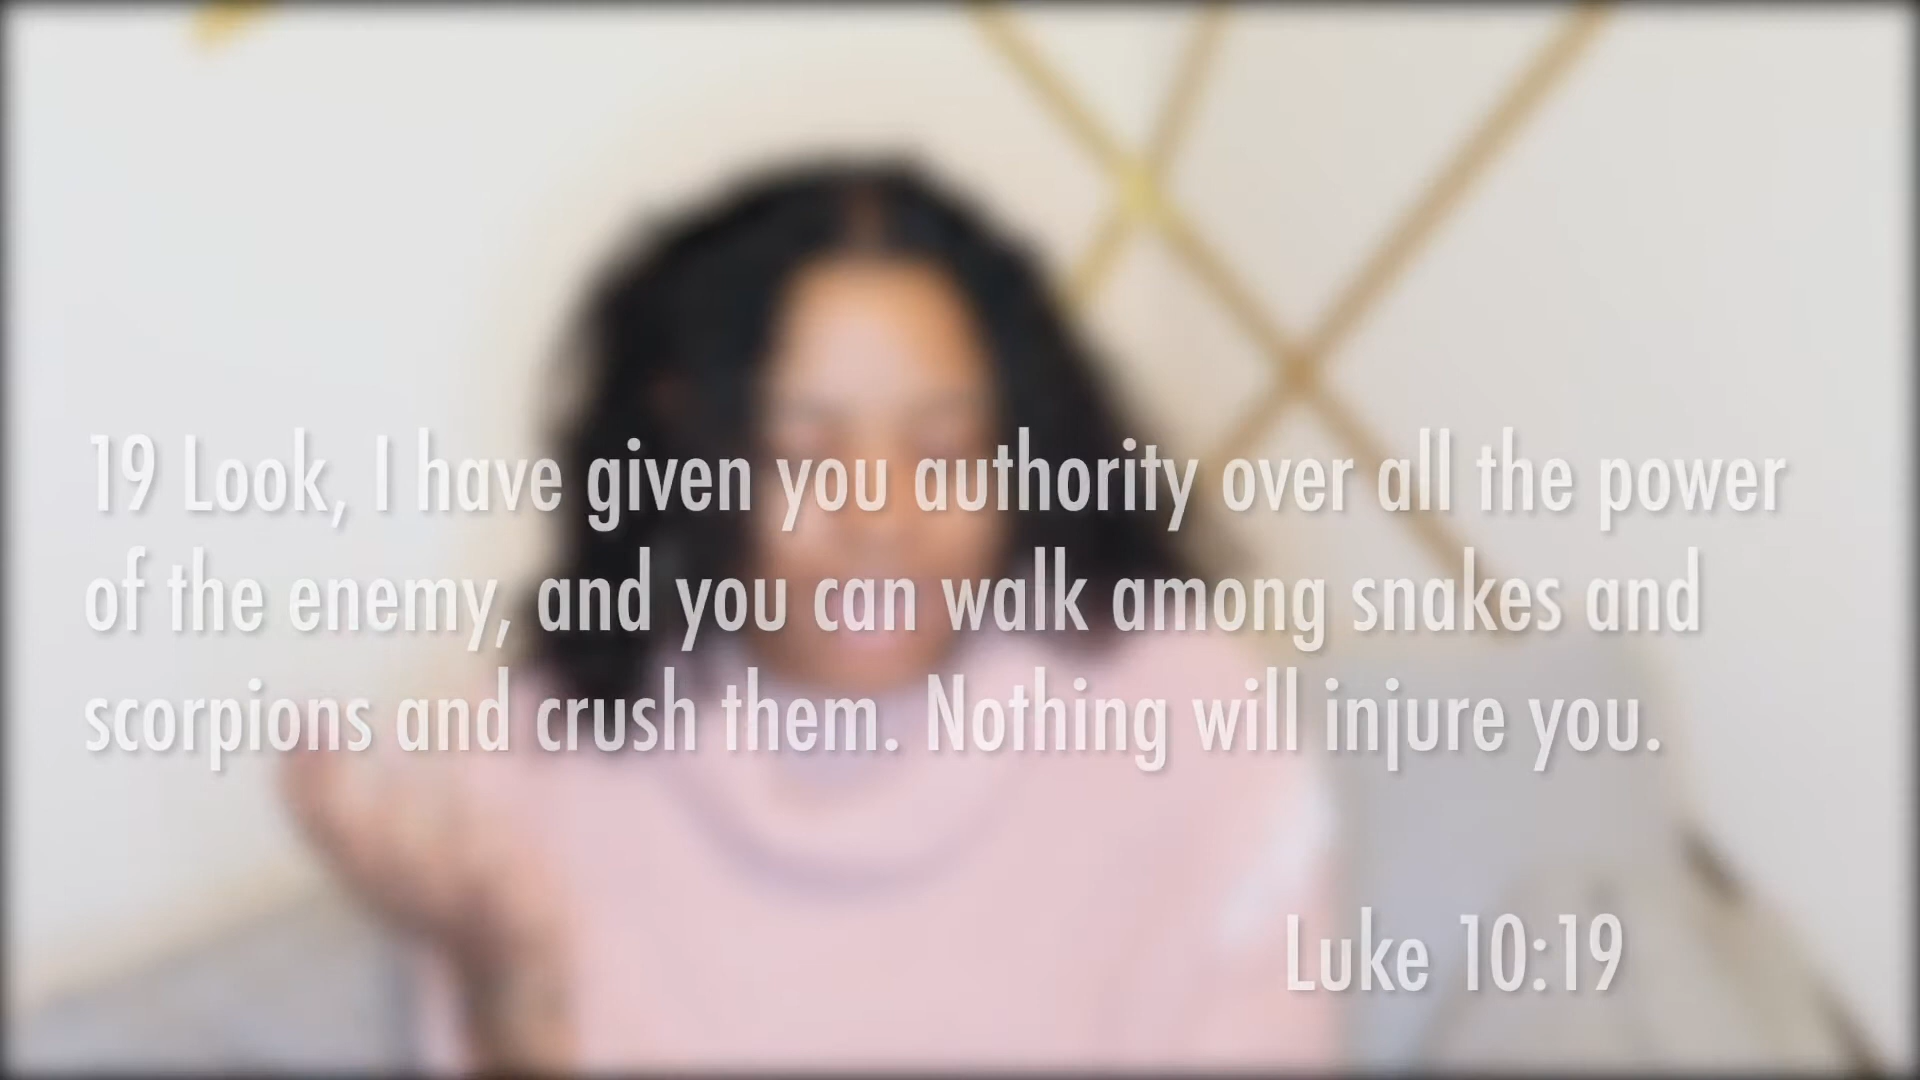 19 Look, I have given you authority over all the power
of the enemy, and you can walk among snakes and
scorpions and crush them. Nothing will injure you.
Luke 10:19